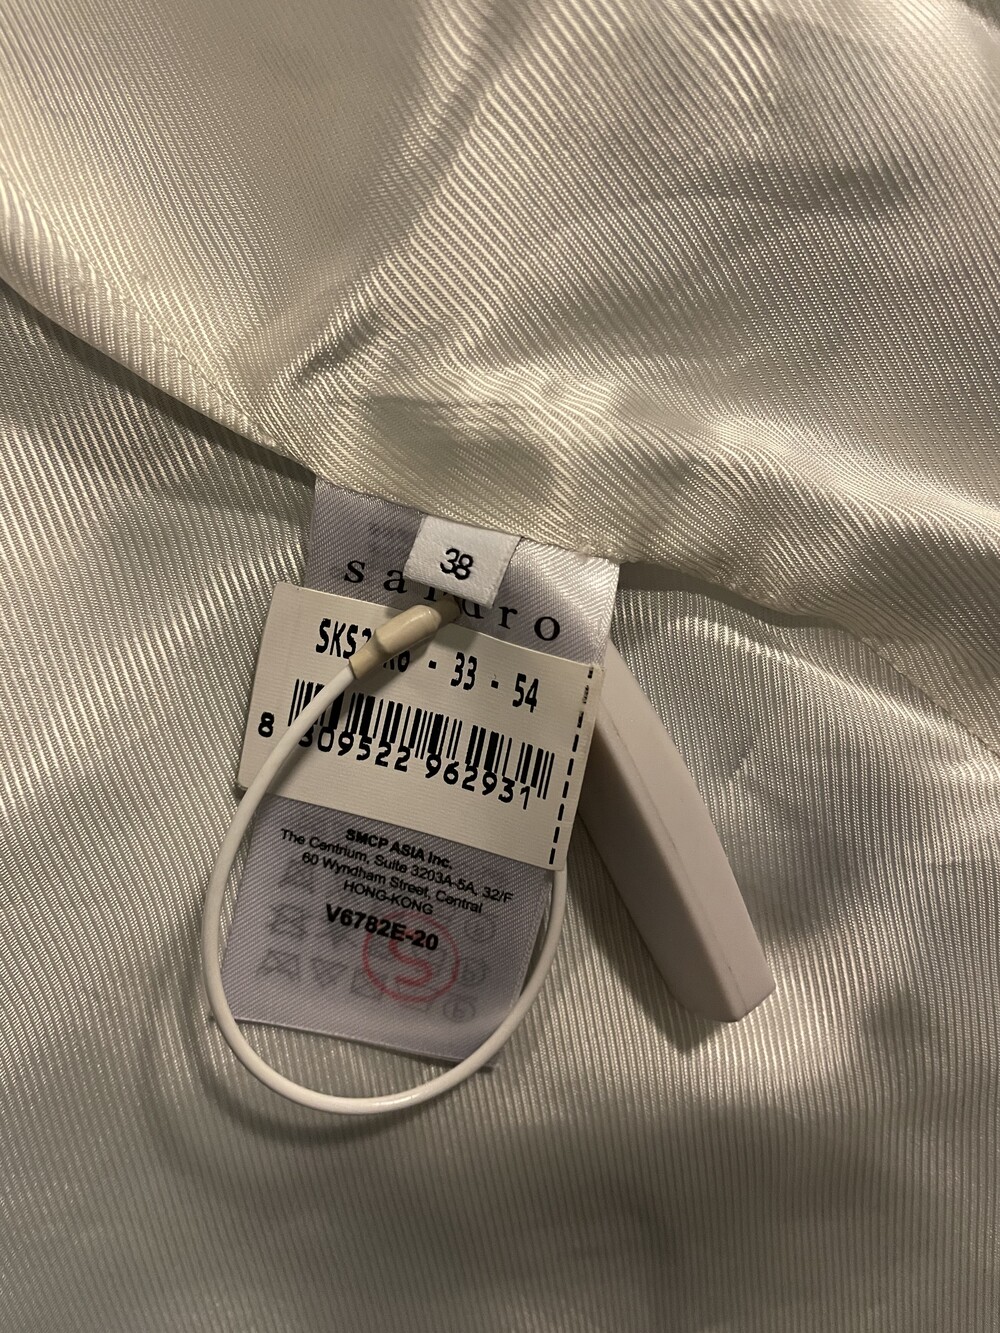 38
sandro
- 33 - 54
8 309522 962931
SMCP ASIA Inc.
The Centrium, Suite 3203A-5A, 32/F
60 Wyndham Street, Central
HONG-KONG
V6782E-20